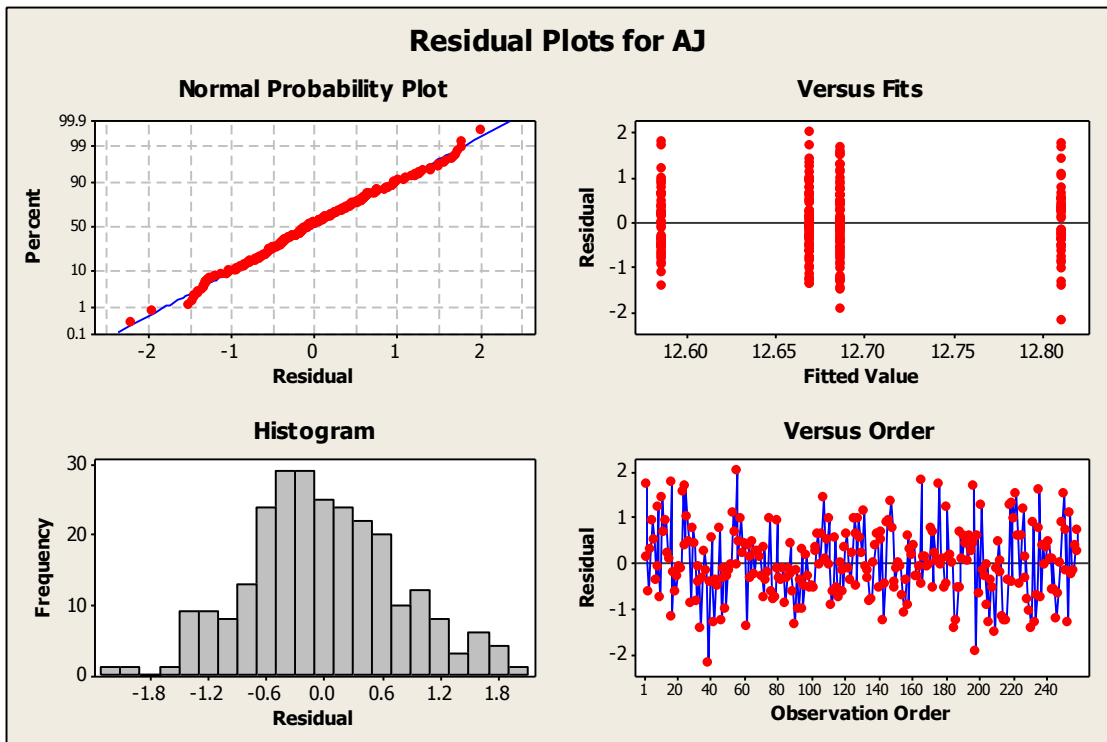 Residual Plots for AJ
Normal Probability Plot
99.9
99
90
50
10
1
0.1
Percent
-2 -1 0 1 2
Residual
Versus Fits
2
1
0
-1
-2
Residual
12.60 12.65 12.70 12.75 12.80
Fitted Value
Histogram
30
20
10
0
Frequency
-1.8 -1.2 -0.6 0.0 0.6 1.2 1.8
Residual
Versus Order
2
1
0
-1
-2
Residual
1 20 40 60 80 100 120 140 160 180 200 220 240
Observation Order